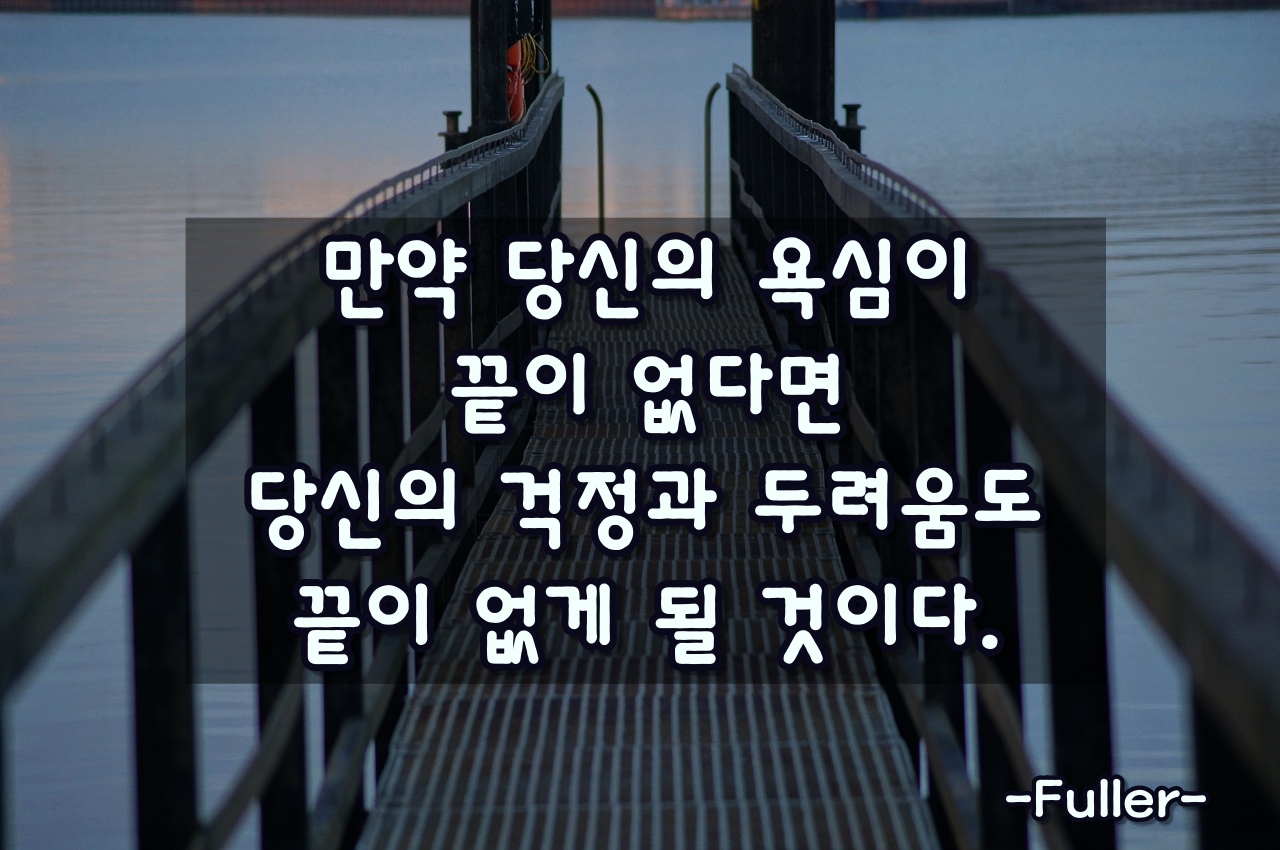 만약 당신의 욕심이
끝이 없다면
당신의 걱정과 두려움도
끝이 없게 될 것이다.
-Fuller-